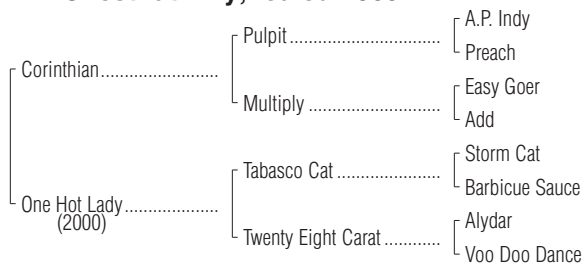 A.P. Indy
Pulpit
Preach
Corinthian
Easy Goer
Multiply
Add
Storm Cat
Tabasco Cat
Barbicue Sauce
One Hot Lady
(2000)
Alydar
Twenty Eight Carat
Voo Doo Dance